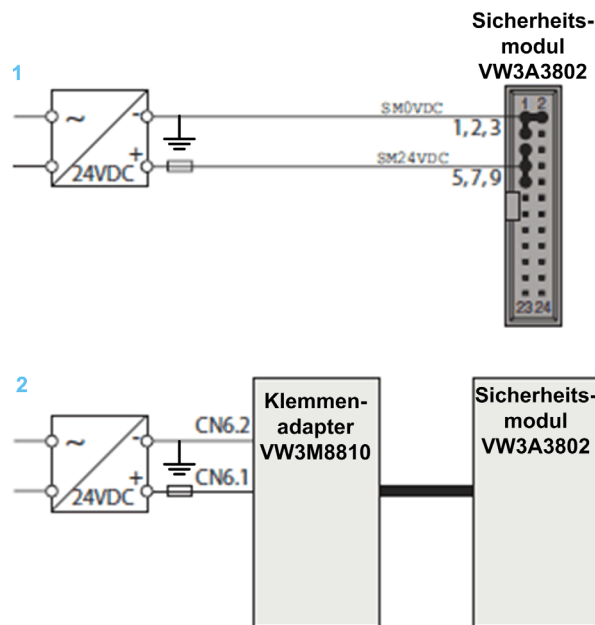 Sicherheits-
modul
VW3A3802
1
1 2
~
-
SM0VDC
1,2,3
+
24VDC
SM24VDC
5,7,9
23 24
2
Klemmen-
adapter
VW3M8810
Sicherheits-
modul
VW3A3802
~
-
CN6.2
+
24VDC
CN6.1